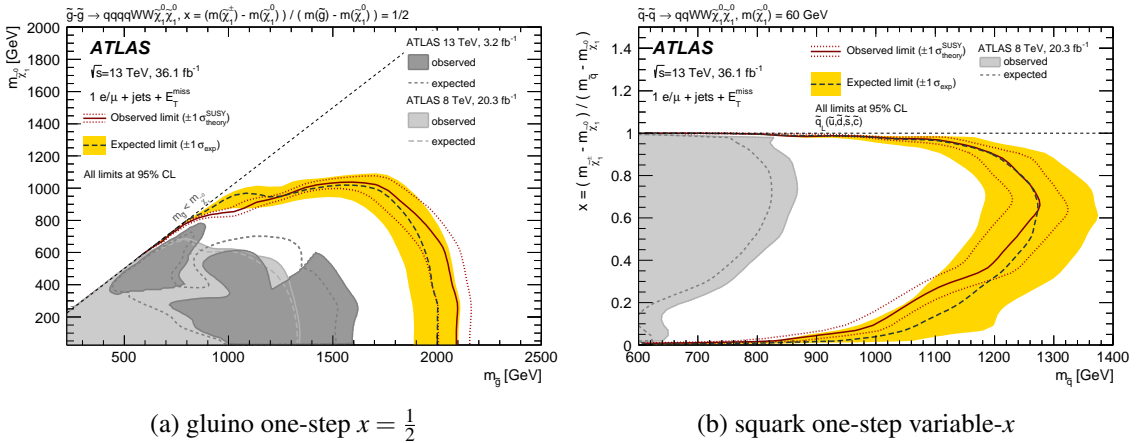 g̃-g̃ → qqqqWWχ̃₁⁰χ̃₁⁰, x = (m(χ̃₁±) - m(χ̃₁⁰)) / ( m(g̃) - m(χ̃₁⁰)) = 1/2
m_χ̃₁⁰ [GeV]
2000
1800
1600
1400
1200
1000
800
600
400
200
ATLAS
√s=13 TeV, 36.1 fb⁻¹
1 e/μ + jets + E_T^miss
Observed limit (±1 σ_theory^SUSY)
Expected limit (±1 σ_exp)
All limits at 95% CL
ATLAS 13 TeV, 3.2 fb⁻¹
observed
expected
ATLAS 8 TeV, 20.3 fb⁻¹
observed
expected
m_g̃ < m_χ̃₁⁰
500 1000 1500 2000 2500
m_g̃ [GeV]
(a) gluino one-step x = 1/2
q̃-q̃ → qqWWχ̃₁⁰χ̃₁⁰, m(χ̃₁⁰) = 60 GeV
x = ( m_χ̃₁± - m_χ̃₁⁰ ) / ( m_q̃ - m_χ̃₁⁰ )
1.4
1.2
1
0.8
0.6
0.4
0.2
0
ATLAS
√s=13 TeV, 36.1 fb⁻¹
1 e/μ + jets + E_T^miss
Observed limit (±1 σ_theory^SUSY)
Expected limit (±1 σ_exp)
All limits at 95% CL
q̃_L (ũ,d̃,s̃,c̃)
ATLAS 8 TeV, 20.3 fb⁻¹
observed
expected
600 700 800 900 1000 1100 1200 1300 1400
m_q̃ [GeV]
(b) squark one-step variable-x